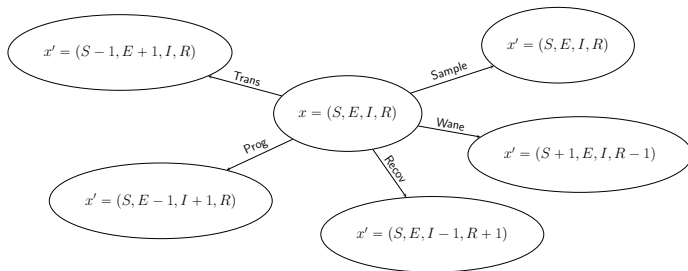 x′ = (S − 1, E + 1, I, R)
x′ = (S, E, I, R)
Trans
Sample
x = (S, E, I, R)
Wane
x′ = (S + 1, E, I, R − 1)
Prog
Recov
x′ = (S, E − 1, I + 1, R)
x′ = (S, E, I − 1, R + 1)